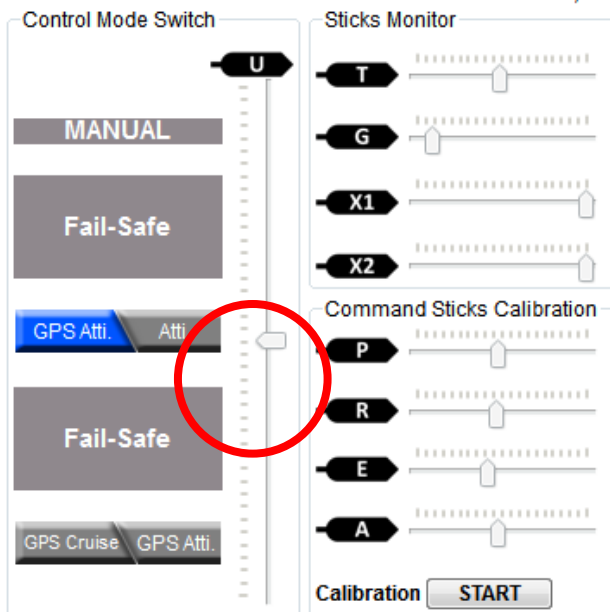 Control Mode Switch
U
MANUAL
Fail-Safe
GPS Atti. Atti
Fail-Safe
GPS Cruise GPS Atti.
Sticks Monitor
T
G
X1
X2
Command Sticks Calibration
P
R
E
A
Calibration START